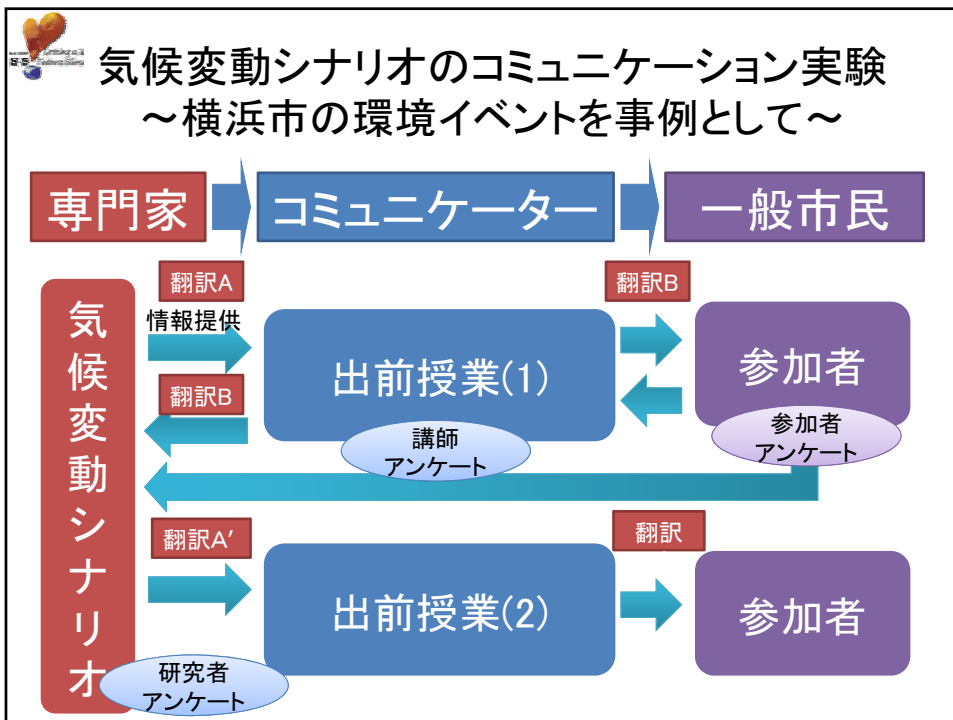 気候変動シナリオのコミュニケーション実験
～横浜市の環境イベントを事例として～
専門家
コミュニケーター
一般市民
翻訳A
翻訳B
気候変動シナリオ
情報提供
出前授業(1)
参加者
翻訳B
講師
アンケート
参加者
アンケート
翻訳A’
翻訳
出前授業(2)
参加者
研究者
アンケート